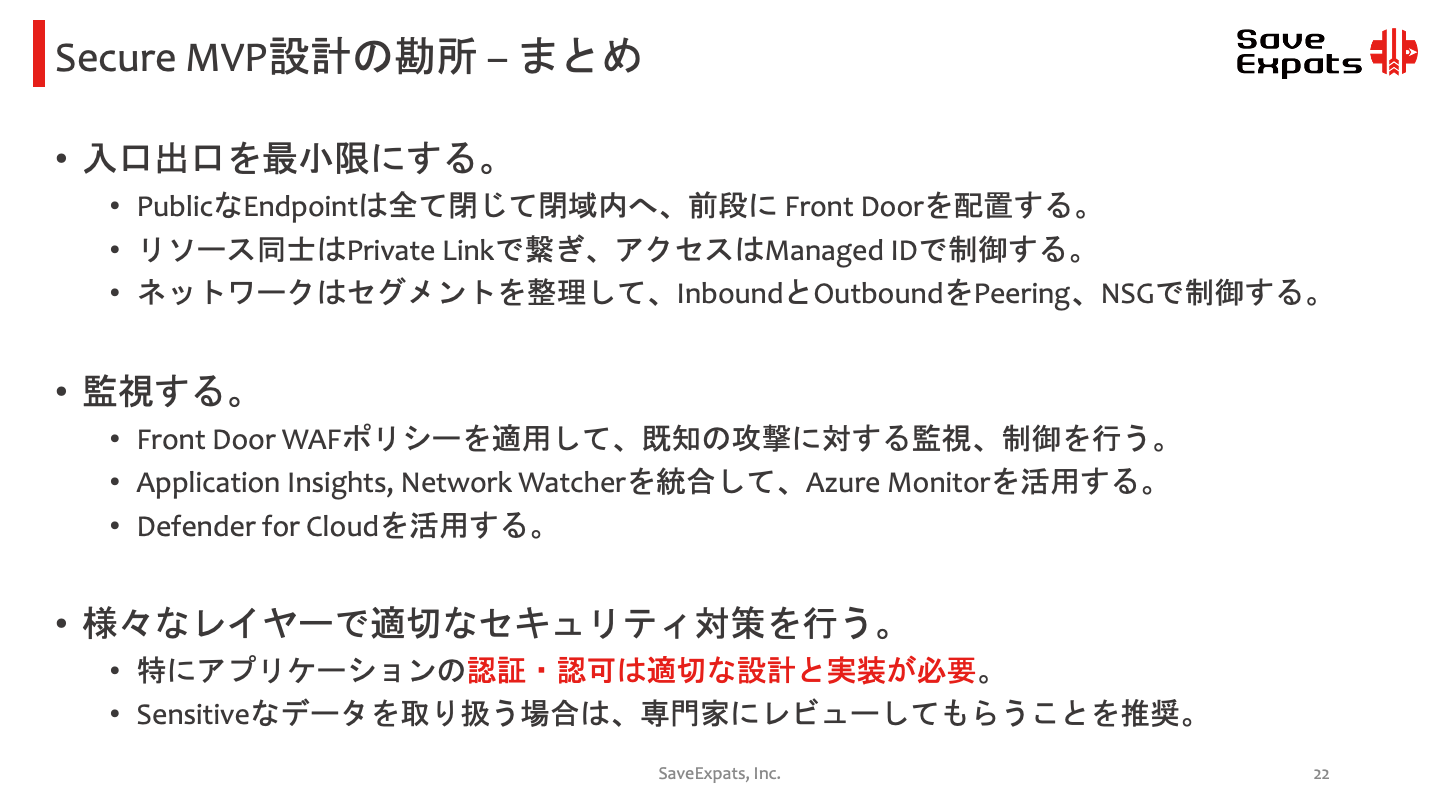 Secure MVP設計の勘所 – まとめ
Save
Expats
• 入口出口を最小限にする。
• PublicなEndpointは全て閉じて閉域内へ、前段に Front Doorを配置する。
• リソース同士はPrivate Linkで繋ぎ、アクセスはManaged IDで制御する。
• ネットワークはセグメントを整理して、InboundとOutboundをPeering、NSGで制御する。
• 監視する。
• Front Door WAFポリシーを適用して、既知の攻撃に対する監視、制御を行う。
• Application Insights, Network Watcherを統合して、Azure Monitorを活用する。
• Defender for Cloudを活用する。
• 様々なレイヤーで適切なセキュリティ対策を行う。
• 特にアプリケーションの認証・認可は適切な設計と実装が必要。
• Sensitiveなデータを取り扱う場合は、専門家にレビューしてもらうことを推奨。
SaveExpats, Inc.
22